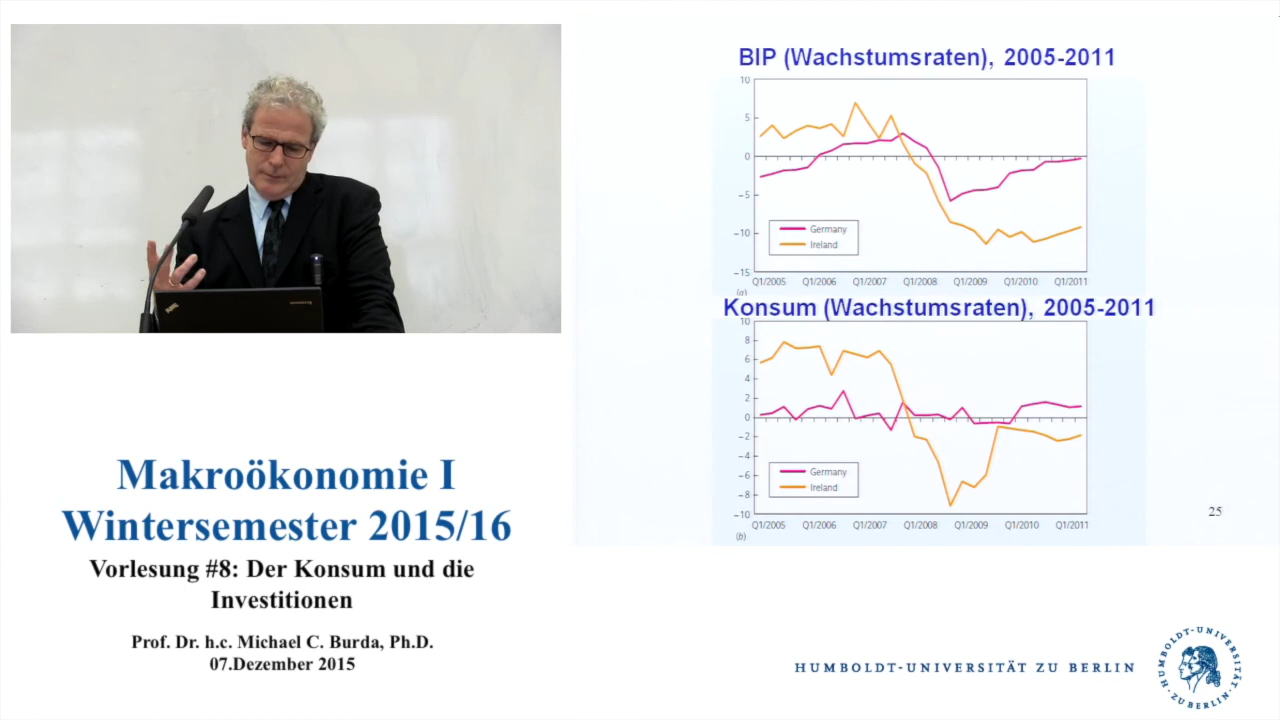 BIP (Wachstumsraten), 2005-2011
10
5
0
−5
−10
−15
Germany
Ireland
Q1/2005 Q1/2006 Q1/2007 Q1/2008 Q1/2009 Q1/2010 Q1/2011
(a)
Konsum (Wachstumsraten), 2005-2011
10
8
6
4
2
0
−2
−4
−6
−8
−10
Germany
Ireland
Q1/2005 Q1/2006 Q1/2007 Q1/2008 Q1/2009 Q1/2010 Q1/2011
(b)
25
Makroökonomie I
Wintersemester 2015/16
Vorlesung #8: Der Konsum und die
Investitionen
Prof. Dr. h.c. Michael C. Burda, Ph.D.
07.Dezember 2015
HUMBOLDT-UNIVERSITÄT ZU BERLIN
HUMBOLDT-UNIVERSITÄT ZU BERLIN